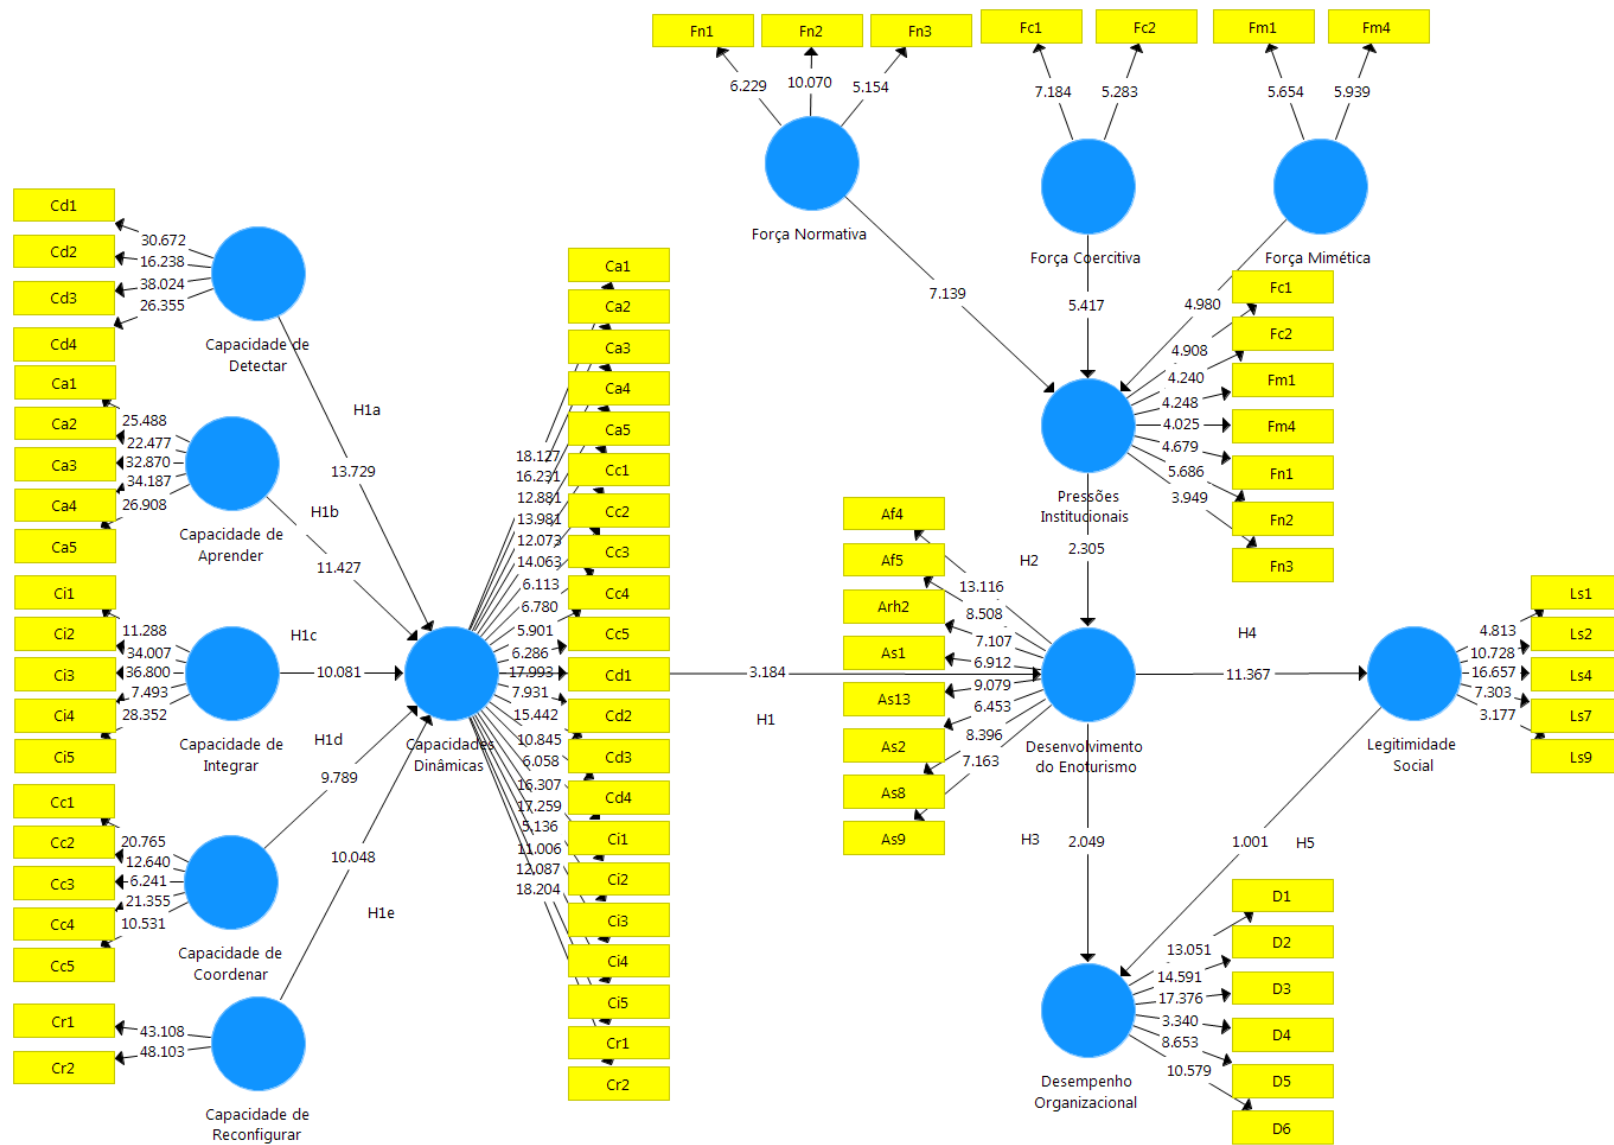 Fn1
Fn2
Fn3
Fc1
Fc2
Fm1
Fm4
6.229
10.070
5.154
7.184
5.283
5.654
5.939
Força Normativa
Força Coercitiva
Força Mimética
7.139
5.417
4.980
Cd1
Cd2
Cd3
Cd4
30.672
16.238
38.024
26.355
Capacidade de
Detectar
H1a
13.729
Ca1
Ca2
Ca3
Ca4
Ca5
25.488
22.477
32.870
34.187
26.908
Capacidade de
Aprender
H1b
11.427
Ci1
Ci2
Ci3
Ci4
Ci5
11.288
34.007
36.800
7.493
28.352
Capacidade de
Integrar
H1c
10.081
Cc1
Cc2
Cc3
Cc4
Cc5
20.765
12.640
6.241
21.355
10.531
Capacidade de
Coordenar
H1d
9.789
Cr1
Cr2
43.108
48.103
Capacidade de
Reconfigurar
H1e
10.048
Capacidades
Dinâmicas
18.127
16.231
12.881
13.981
12.073
14.063
6.113
6.780
5.901
6.286
17.993
7.931
15.442
10.845
6.058
16.307
17.259
5.136
11.006
12.087
18.204
Ca1
Ca2
Ca3
Ca4
Ca5
Cc1
Cc2
Cc3
Cc4
Cc5
Cd1
Cd2
Cd3
Cd4
Ci1
Ci2
Ci3
Ci4
Ci5
Cr1
Cr2
3.184
H1
Pressões
Institucionais
4.908
4.240
4.248
4.025
4.679
5.686
3.949
Fc1
Fc2
Fm1
Fm4
Fn1
Fn2
Fn3
H2
2.305
Af4
Af5
Arh2
As1
As13
As2
As8
As9
13.116
8.508
7.107
6.912
9.079
6.453
8.396
7.163
Desenvolvimento
do Enoturismo
H4
11.367
Legitimidade
Social
4.813
10.728
16.657
7.303
3.177
Ls1
Ls2
Ls4
Ls7
Ls9
H3
2.049
1.001
H5
Desempenho
Organizacional
13.051
14.591
17.376
3.340
8.653
10.579
D1
D2
D3
D4
D5
D6